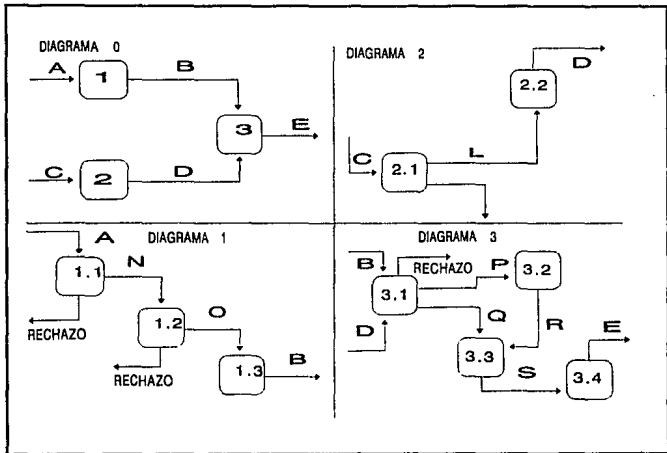 DIAGRAMA 0
A
1
B
3
E
C
2
D
DIAGRAMA 2
D
2.2
C
2.1
L
DIAGRAMA 1
A
1.1
N
RECHAZO
1.2
O
RECHAZO
1.3
B
DIAGRAMA 3
B
RECHAZO
3.1
P
3.2
D
Q
R
3.3
E
S
3.4